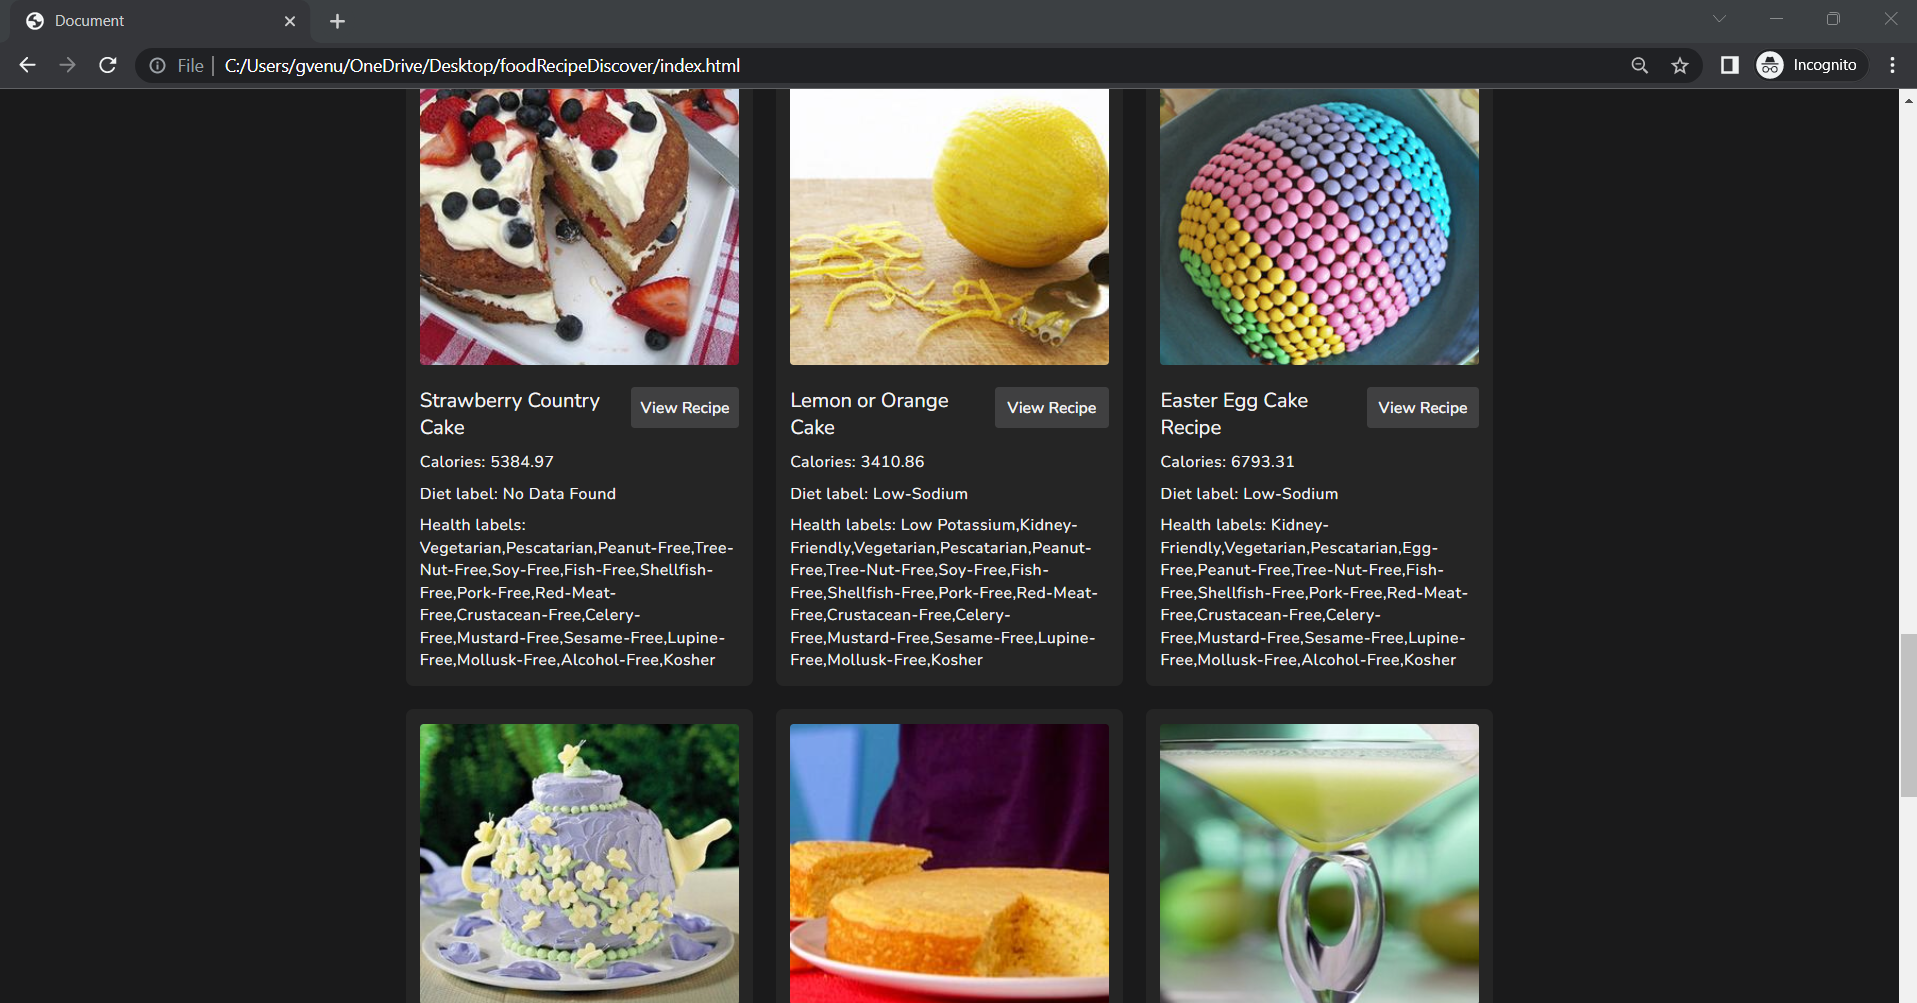 Document
File
C:/Users/gvenu/OneDrive/Desktop/foodRecipeDiscover/index.html
Incognito
Strawberry Country
Cake
View Recipe
Calories: 5384.97
Diet label: No Data Found
Health labels:
Vegetarian,Pescatarian,Peanut-Free,Tree-
Nut-Free,Soy-Free,Fish-Free,Shellfish-
Free,Pork-Free,Red-Meat-
Free,Crustacean-Free,Celery-
Free,Mustard-Free,Sesame-Free,Lupine-
Free,Mollusk-Free,Alcohol-Free,Kosher
Lemon or Orange
Cake
View Recipe
Calories: 3410.86
Diet label: Low-Sodium
Health labels: Low Potassium,Kidney-
Friendly,Vegetarian,Pescatarian,Peanut-
Free,Tree-Nut-Free,Soy-Free,Fish-
Free,Shellfish-Free,Pork-Free,Red-Meat-
Free,Crustacean-Free,Celery-
Free,Mustard-Free,Sesame-Free,Lupine-
Free,Mollusk-Free,Kosher
Easter Egg Cake
Recipe
View Recipe
Calories: 6793.31
Diet label: Low-Sodium
Health labels: Kidney-
Friendly,Vegetarian,Pescatarian,Egg-
Free,Peanut-Free,Tree-Nut-Free,Fish-
Free,Shellfish-Free,Pork-Free,Red-Meat-
Free,Crustacean-Free,Celery-
Free,Mustard-Free,Sesame-Free,Lupine-
Free,Mollusk-Free,Alcohol-Free,Kosher